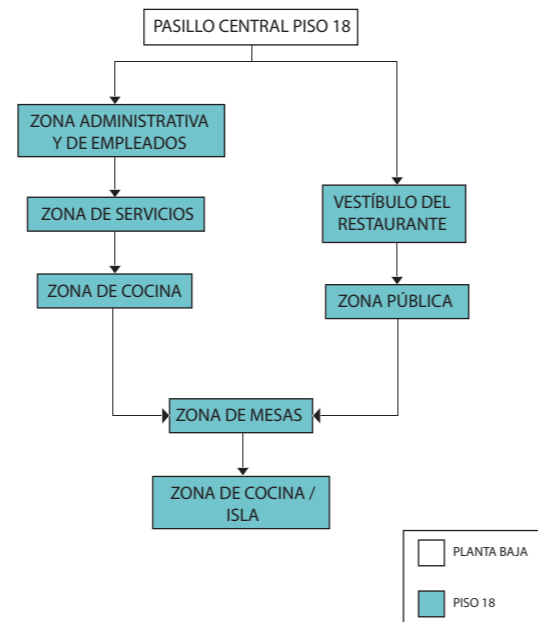 PASILLO CENTRAL PISO 18
ZONA ADMINISTRATIVA
Y DE EMPLEADOS
ZONA DE SERVICIOS
VESTÍBULO DEL
RESTAURANTE
ZONA DE COCINA
ZONA PÚBLICA
ZONA DE MESAS
ZONA DE COCINA /
ISLA
PLANTA BAJA
PISO 18